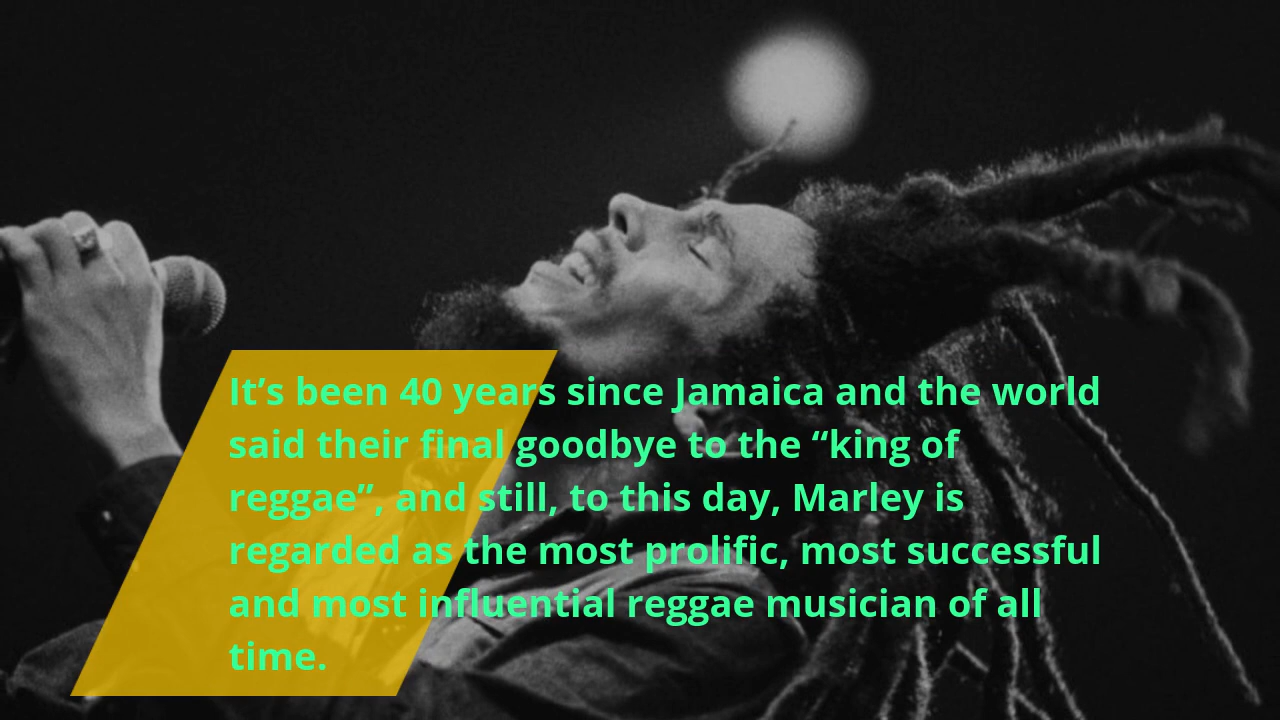 It’s been 40 years since Jamaica and the world
said their final goodbye to the “king of
reggae”, and still, to this day, Marley is
regarded as the most prolific, most successful
and most influential reggae musician of all
time.